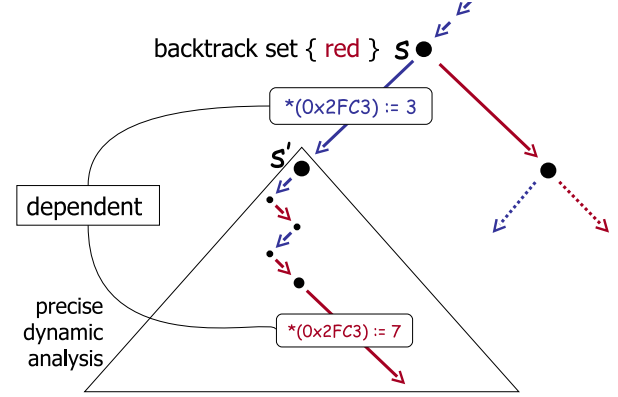 backtrack set { red } s
*(0x2FC3) := 3
s'
dependent
precise
dynamic
analysis
*(0x2FC3) := 7